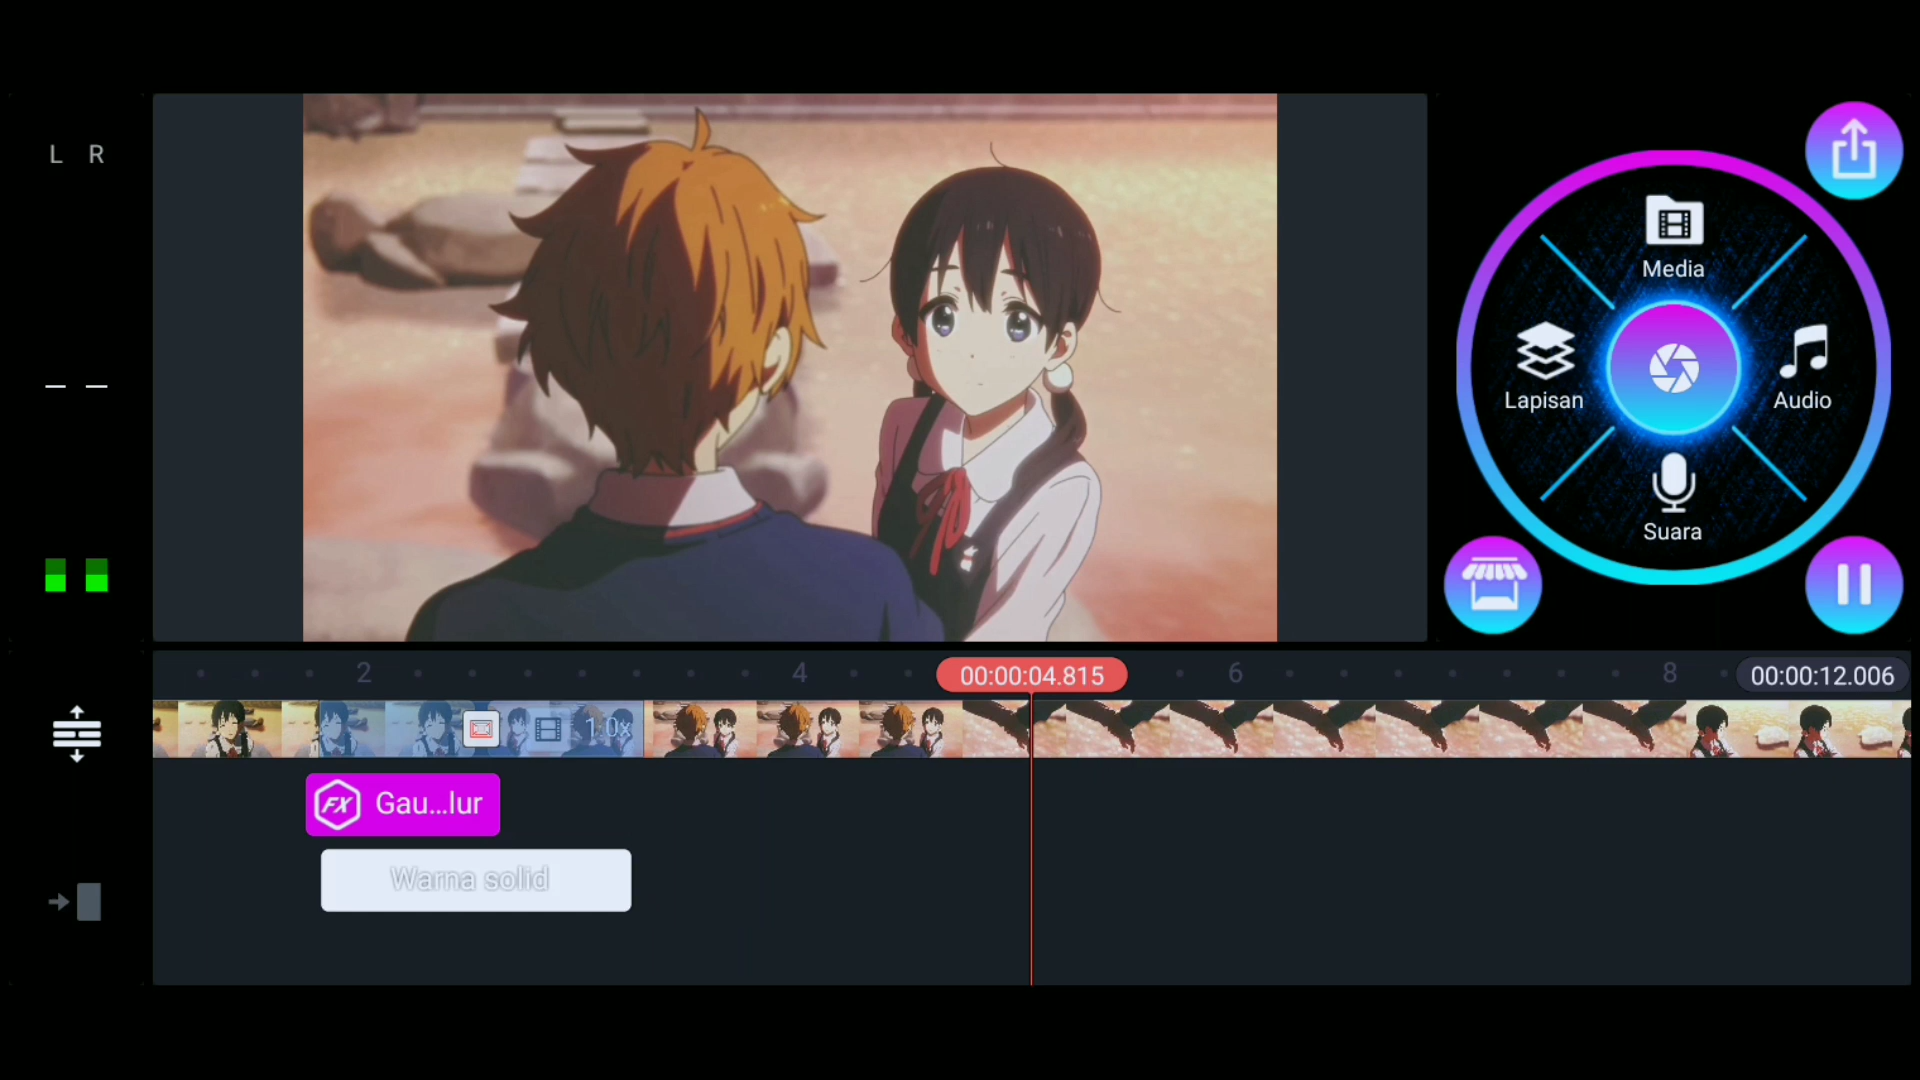 L R
Media
Lapisan
Audio
Suara
2
4
00:00:04.815
6
8
00:00:12.006
1.0x
FX Gau...lur
Warna solid